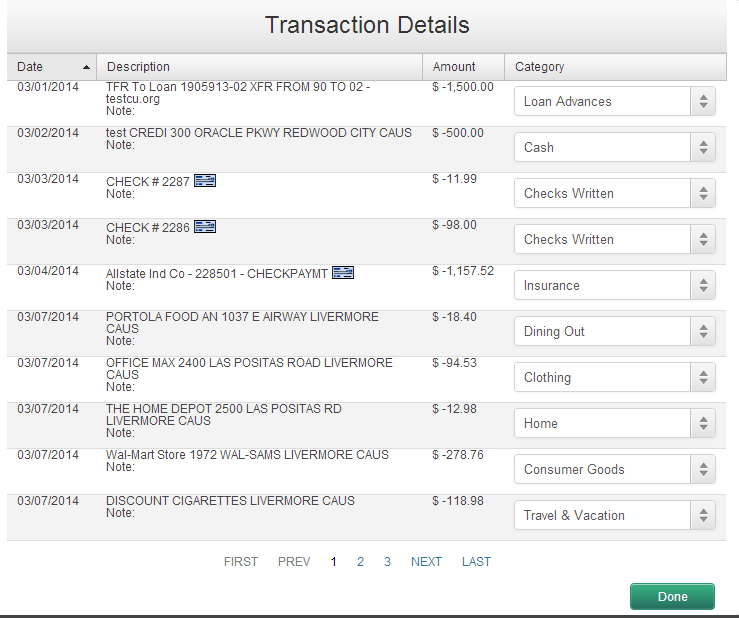 Transaction Details
Date Description Amount Category
03/01/2014 TFR To Loan 1905913-02 XFR FROM 90 TO 02 - $ -1,500.00 Loan Advances
testcu.org
Note:
03/02/2014 test CREDI 300 ORACLE PKWY REDWOOD CITY CAUS $ -500.00 Cash
Note:
03/03/2014 CHECK # 2287 $ -11.99 Checks Written
Note:
03/03/2014 CHECK # 2286 $ -98.00 Checks Written
Note:
03/04/2014 Allstate Ind Co - 228501 - CHECKPAYMT $ -1,157.52 Insurance
Note:
03/07/2014 PORTOLA FOOD AN 1037 E AIRWAY LIVERMORE $ -18.40 Dining Out
CAUS
Note:
03/07/2014 OFFICE MAX 2400 LAS POSITAS ROAD LIVERMORE $ -94.53 Clothing
CAUS
Note:
03/07/2014 THE HOME DEPOT 2500 LAS POSITAS RD $ -12.98 Home
LIVERMORE CAUS
Note:
03/07/2014 Wal-Mart Store 1972 WAL-SAMS LIVERMORE CAUS $ -278.76 Consumer Goods
Note:
03/07/2014 DISCOUNT CIGARETTES LIVERMORE CAUS $ -118.98 Travel & Vacation
Note:
FIRST PREV 1 2 3 NEXT LAST
Done